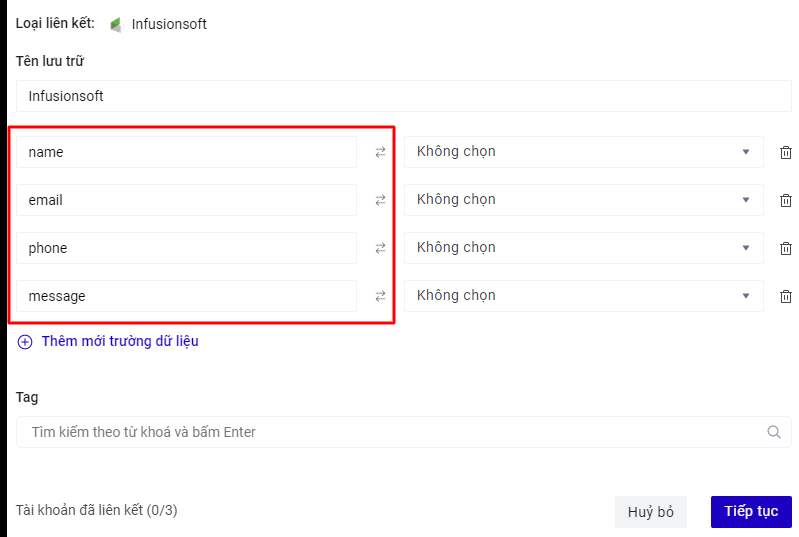 Loại liên kết: Infusionsoft
Tên lưu trữ
Infusionsoft
name Không chọn
email Không chọn
phone Không chọn
message Không chọn
Thêm mới trường dữ liệu
Tag
Tìm kiếm theo từ khoá và bấm Enter
Tài khoản đã liên kết (0/3) Huỷ bỏ Tiếp tục